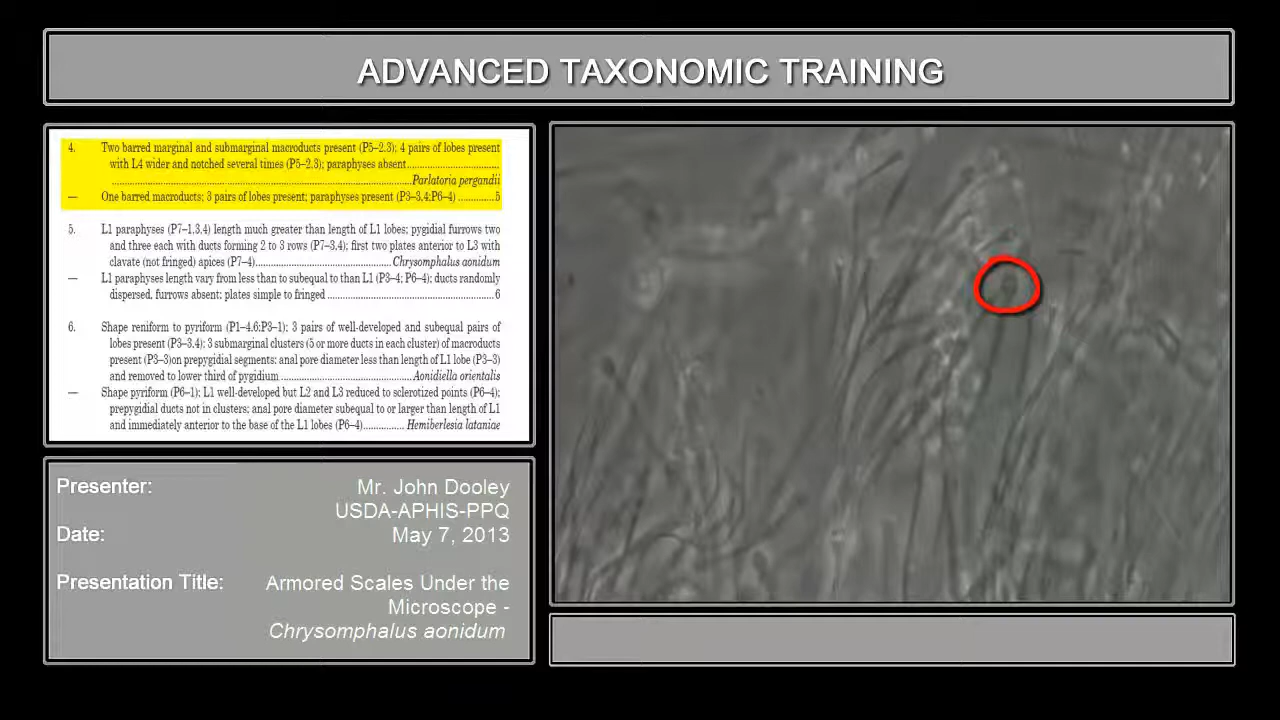 ADVANCED TAXONOMIC TRAINING
4. Two barred marginal and submarginal macroducts present (P5–2.3); 4 pairs of lobes present
with L4 wider and notched several times (P5–2.3); paraphyses absent
Parlatoria pergandii
— One barred macroducts; 3 pairs of lobes present; paraphyses present (P3–3,4;P6–4) 5
5. L1 paraphyses (P7–1,3,4) length much greater than length of L1 lobes; pygidial furrows two
and three each with ducts forming 2 to 3 rows (P7–3,4); first two plates anterior to L3 with
clavate (not fringed) apices (P7–4) Chrysomphalus aonidum
— L1 paraphyses length vary from less than to subequal to than L1 (P3–4; P6–4); ducts randomly
dispersed, furrows absent; plates simple to fringed 6
6. Shape reniform to pyriform (P1–4.6;P3–1); 3 pairs of well-developed and subequal pairs of
lobes present (P3–3,4); 3 submarginal clusters (5 or more ducts in each cluster) of macroducts
present (P3–3)on prepygidial segments; anal pore diameter less than length of L1 lobe (P3–3)
and removed to lower third of pygidium Aonidiella orientalis
— Shape pyriform (P6–1); L1 well-developed but L2 and L3 reduced to sclerotized points (P6–4);
prepygidial ducts not in clusters; anal pore diameter subequal to or larger than length of L1
and immediately anterior to the base of the L1 lobes (P6–4) Hemiberlesia lataniae
Presenter: Mr. John Dooley
USDA-APHIS-PPQ
Date: May 7, 2013
Presentation Title: Armored Scales Under the
Microscope -
Chrysomphalus aonidum